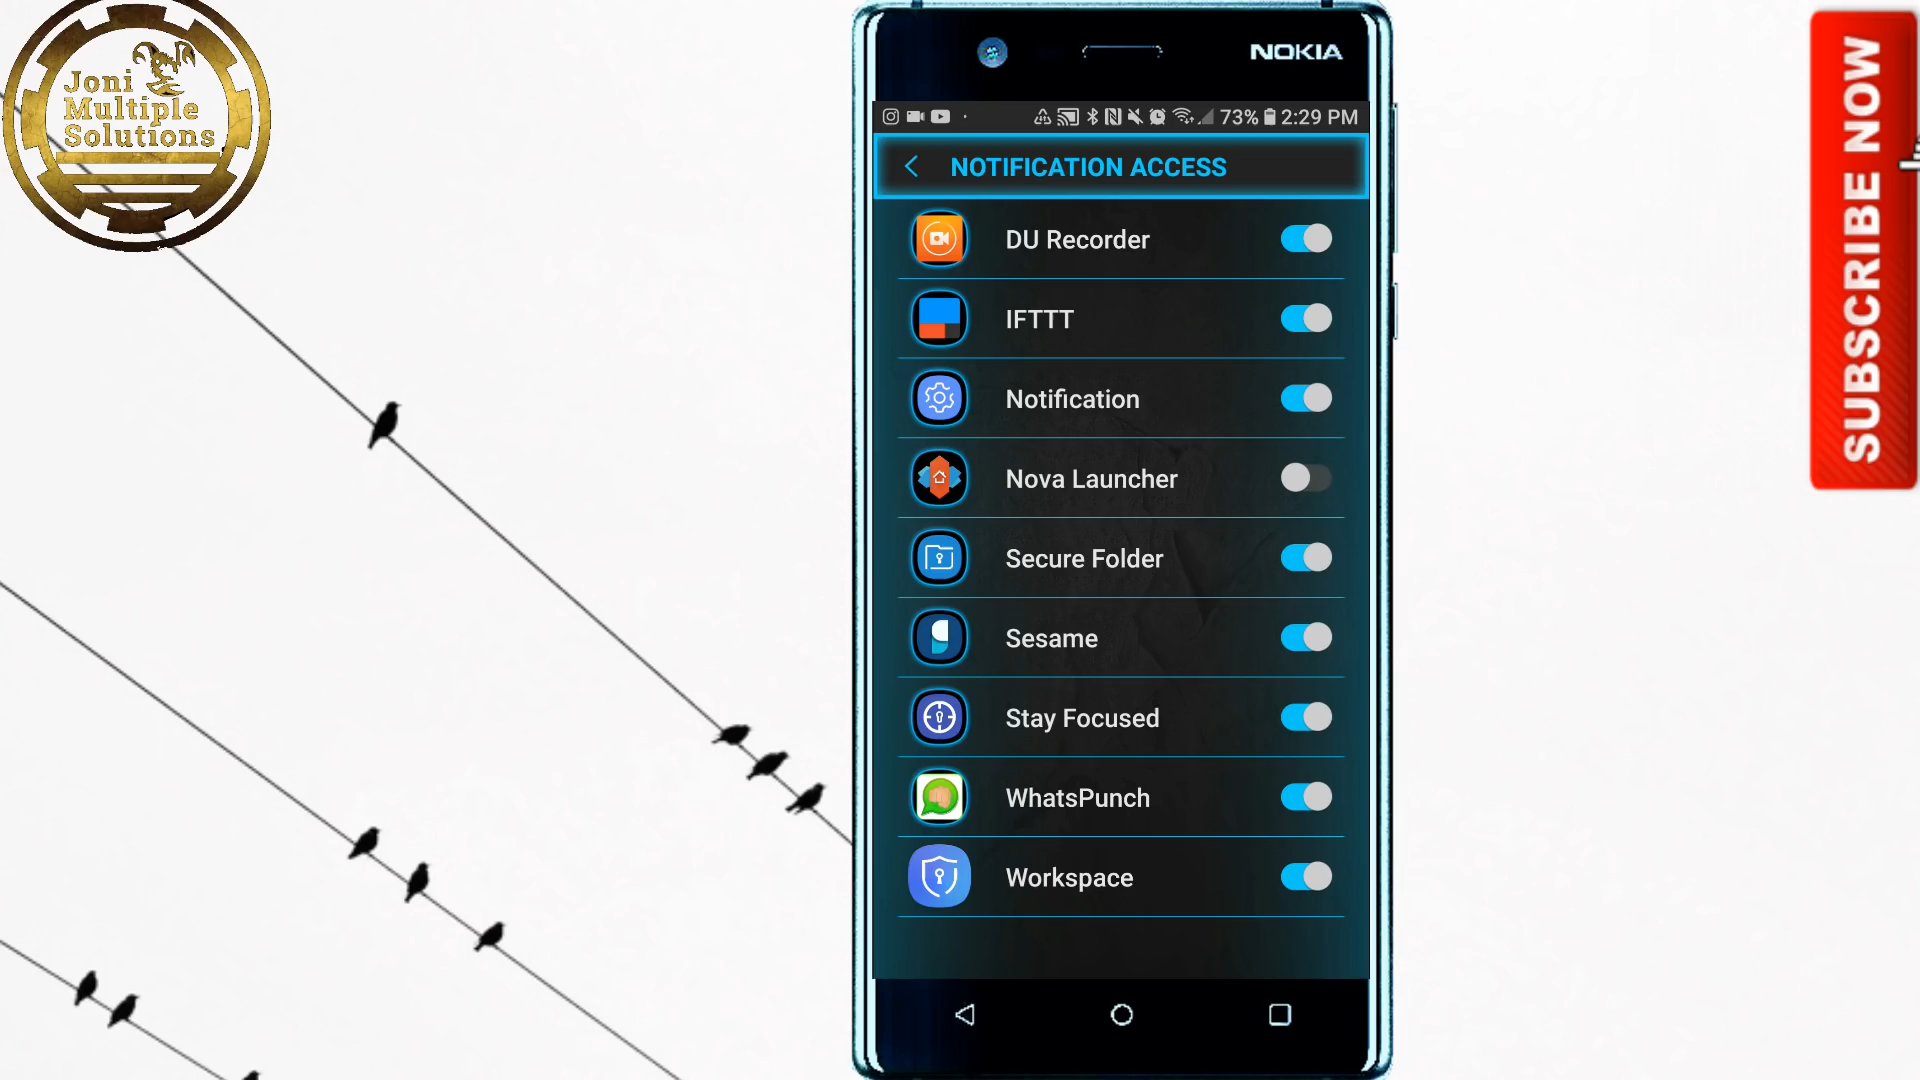 Joni
Multiple
Solutions
NOKIA
73% 2:29 PM
NOTIFICATION ACCESS
DU Recorder
IFTTT
Notification
Nova Launcher
Secure Folder
Sesame
Stay Focused
WhatsPunch
Workspace
SUBSCRIBE NOW